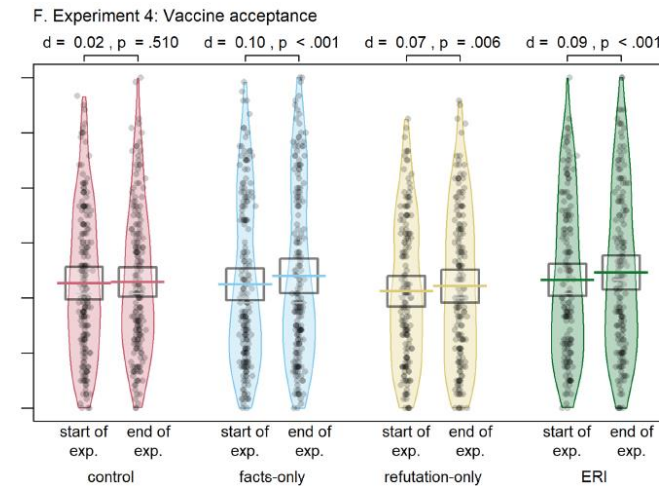 F. Experiment 4: Vaccine acceptance
d = 0.02 , p = .510 d = 0.10 , p < .001 d = 0.07 , p = .006 d = 0.09 , p < .001
start of end of start of end of start of end of start of end of
exp. exp. exp. exp. exp. exp. exp. exp.
control facts-only refutation-only ERI